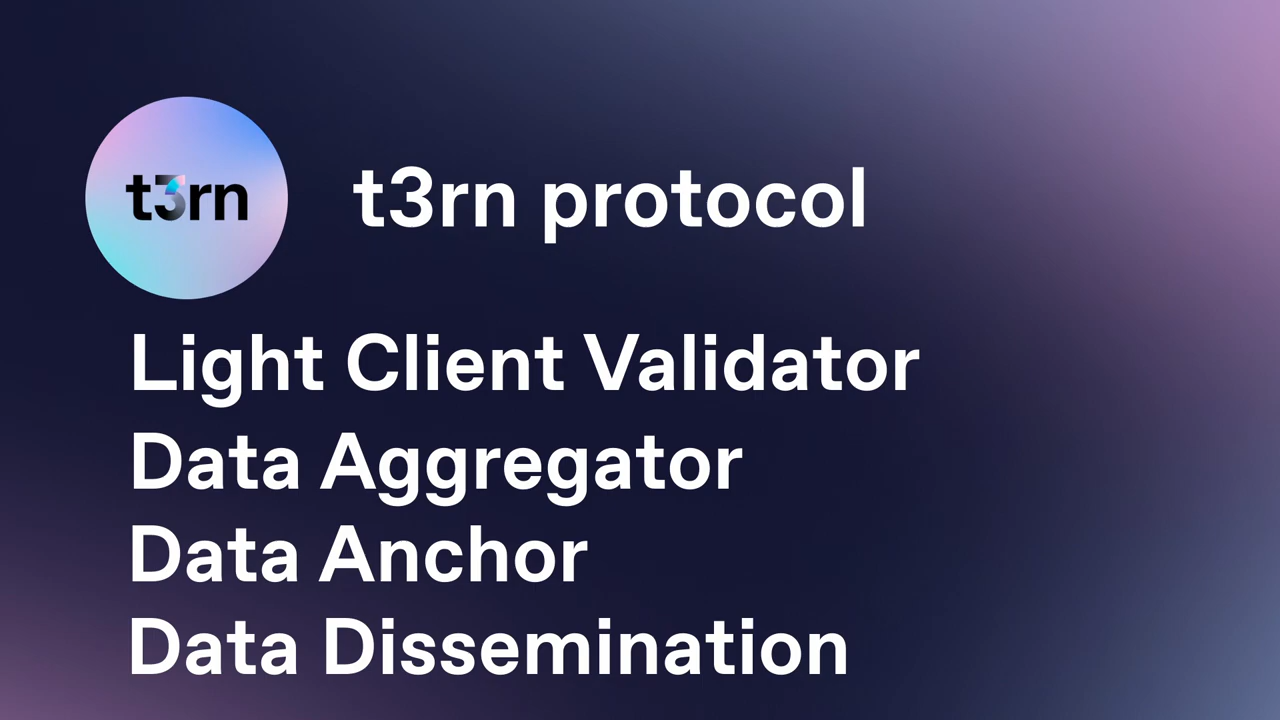 t3rn
t3rn protocol
Light Client Validator
Data Aggregator
Data Anchor
Data Dissemination